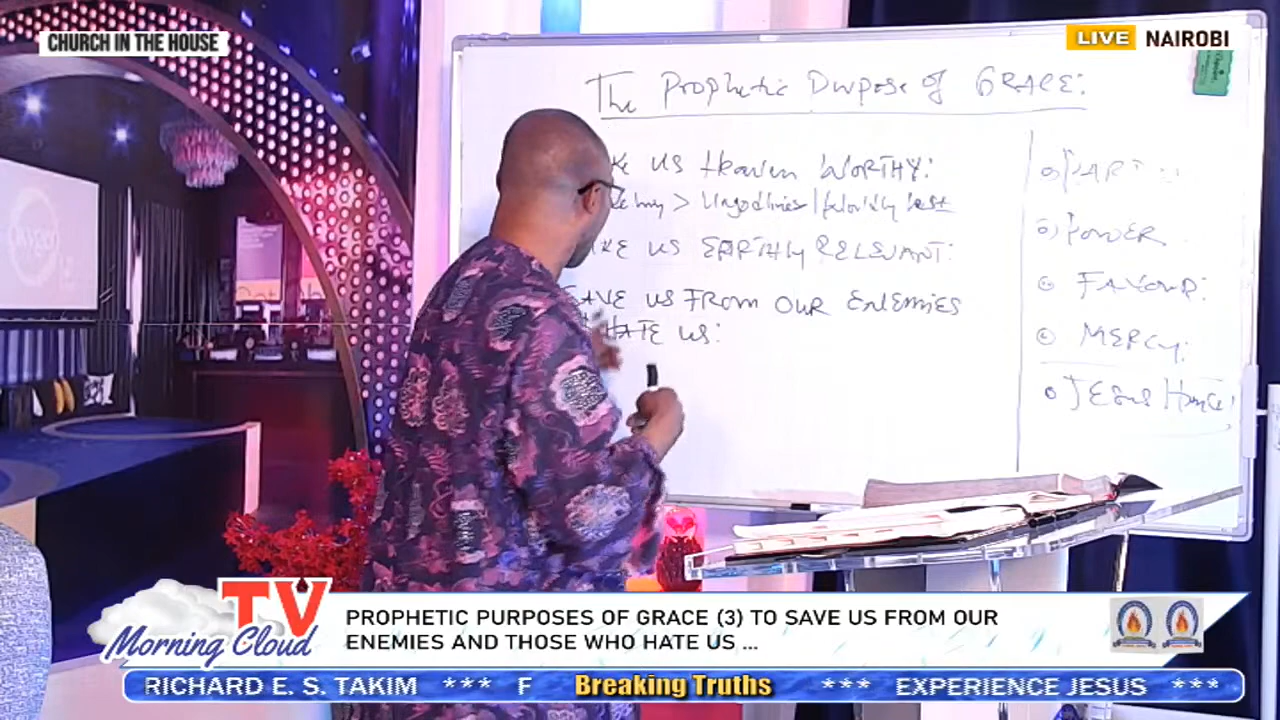 CHURCH IN THE HOUSE
LIVE NAIROBI
The Prophetic Purpose of GRACE:
US Heaven WORTHY:
> Ungodliness
US EARTHLY RELEVANT:
US FROM OUR ENEMIES
HATE US:
POWER
FAVOUR:
MERCY:
JESUS
TV
Morning Cloud
PROPHETIC PURPOSES OF GRACE (3) TO SAVE US FROM OUR
ENEMIES AND THOSE WHO HATE US ...
RICHARD E. S. TAKIM *** F Breaking Truths *** EXPERIENCE JESUS ***